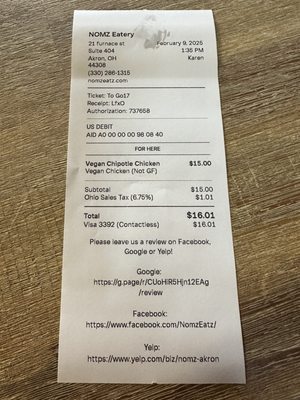 NOMZ Eatery
21 furnace st February 9, 2025
Suite 404 1:35 PM
Akron, OH Karen
44308
(330) 286-1315
nomzeatz.com
Ticket: To Go17
Receipt: LfxO
Authorization: 737658
US DEBIT
AID A0 00 00 00 98 08 40
FOR HERE
Vegan Chipotle Chicken $15.00
Vegan Chicken (Not GF)
Subtotal $15.00
Ohio Sales Tax (6.75%) $1.01
Total $16.01
Visa 3392 (Contactless) $16.01
Please leave us a review on Facebook,
Google or Yelp!
Google:
https://g.page/r/CUoHlR5Hjn12EAg
/review
Facebook:
https://www.facebook.com/NomzEatz/
Yelp:
https://www.yelp.com/biz/nomz-akron